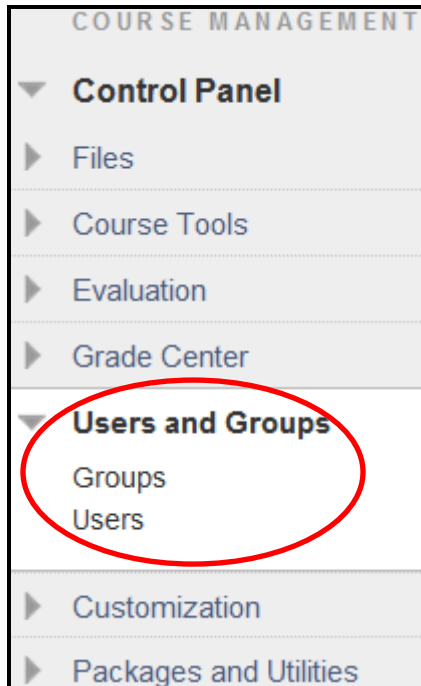 COURSE MANAGEMENT
Control Panel
Files
Course Tools
Evaluation
Grade Center
Users and Groups
Groups
Users
Customization
Packages and Utilities